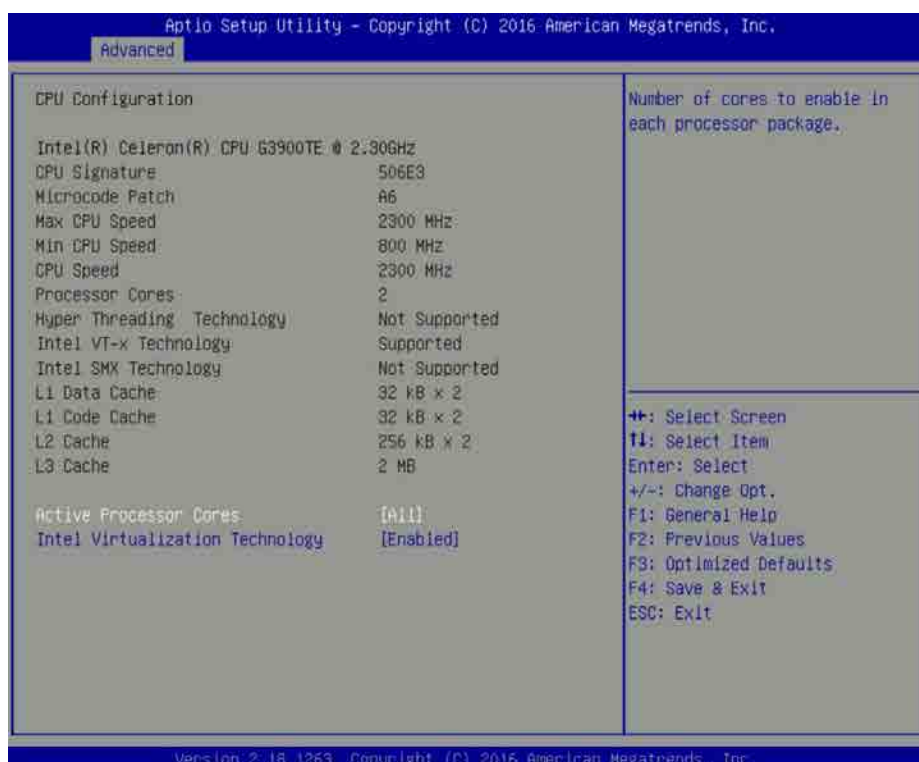 Aptio Setup Utility – Copyright (C) 2016 American Megatrends, Inc.
Advanced
CPU Configuration
Intel(R) Celeron(R) CPU G3900TE @ 2.30GHz
CPU Signature 506E3
Microcode Patch A6
Max CPU Speed 2300 MHz
Min CPU Speed 800 MHz
CPU Speed 2300 MHz
Processor Cores 2
Hyper Threading Technology Not Supported
Intel VT-x Technology Supported
Intel SMX Technology Not Supported
L1 Data Cache 32 kB x 2
L1 Code Cache 32 kB x 2
L2 Cache 256 kB x 2
L3 Cache 2 MB
Active Processor Cores [All]
Intel Virtualization Technology [Enabled]
Number of cores to enable in
each processor package.
→←: Select Screen
↑↓: Select Item
Enter: Select
+/-: Change Opt.
F1: General Help
F2: Previous Values
F3: Optimized Defaults
F4: Save & Exit
ESC: Exit
Version 2.18.1263. Copyright (C) 2016 American Megatrends, Inc.